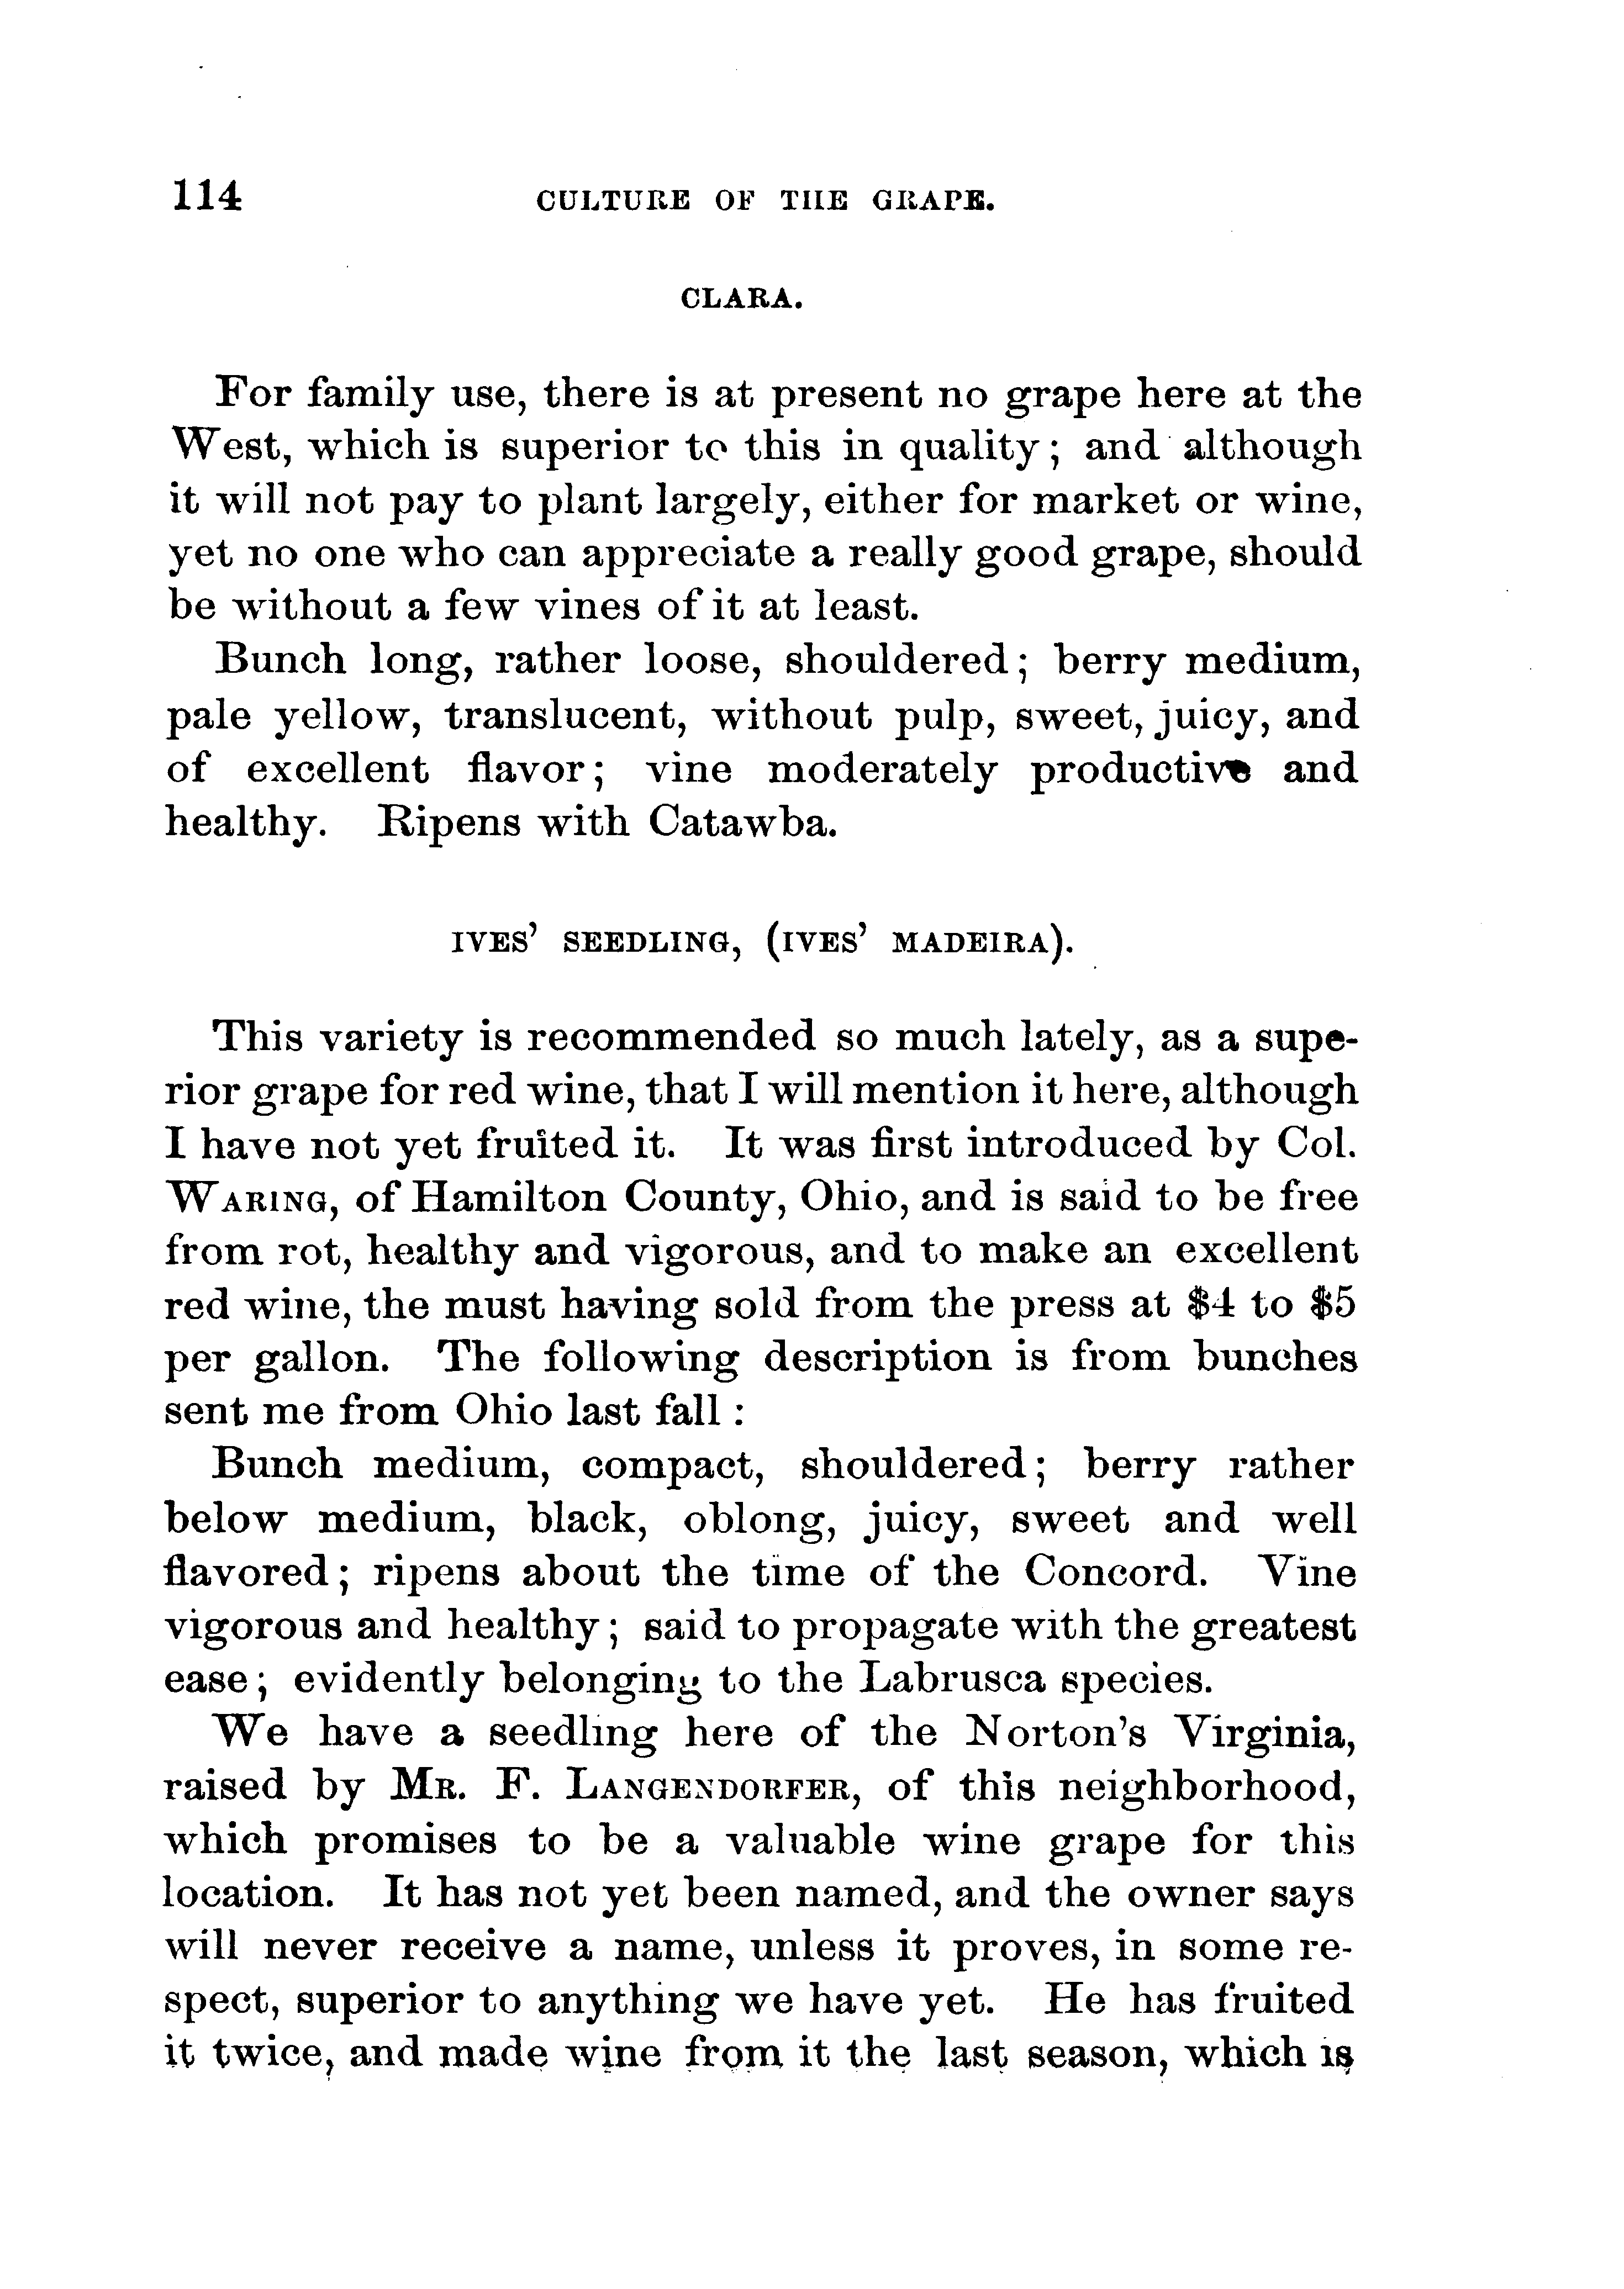 114 CULTURE OF THE GRAPE.
CLARA.
For family use, there is at present no grape here at the
West, which is superior to this in quality; and although
it will not pay to plant largely, either for market or wine,
yet no one who can appreciate a really good grape, should
be without a few vines of it at least.
Bunch long, rather loose, shouldered; berry medium,
pale yellow, translucent, without pulp, sweet, juicy, and
of excellent flavor; vine moderately productive and
healthy. Ripens with Catawba.
IVES' SEEDLING, (IVES' MADEIRA).
This variety is recommended so much lately, as a supe-
rior grape for red wine, that I will mention it here, although
I have not yet fruited it. It was first introduced by Col.
WARING, of Hamilton County, Ohio, and is said to be free
from rot, healthy and vigorous, and to make an excellent
red wine, the must having sold from the press at $4 to $5
per gallon. The following description is from bunches
sent me from Ohio last fall:
Bunch medium, compact, shouldered; berry rather
below medium, black, oblong, juicy, sweet and well
flavored; ripens about the time of the Concord. Vine
vigorous and healthy; said to propagate with the greatest
ease; evidently belonging to the Labrusca species.
We have a seedling here of the Norton's Virginia,
raised by MR. F. LANGENDORFER, of this neighborhood,
which promises to be a valuable wine grape for this
location. It has not yet been named, and the owner says
will never receive a name, unless it proves, in some re-
spect, superior to anything we have yet. He has fruited
it twice, and made wine from it the last season, which is